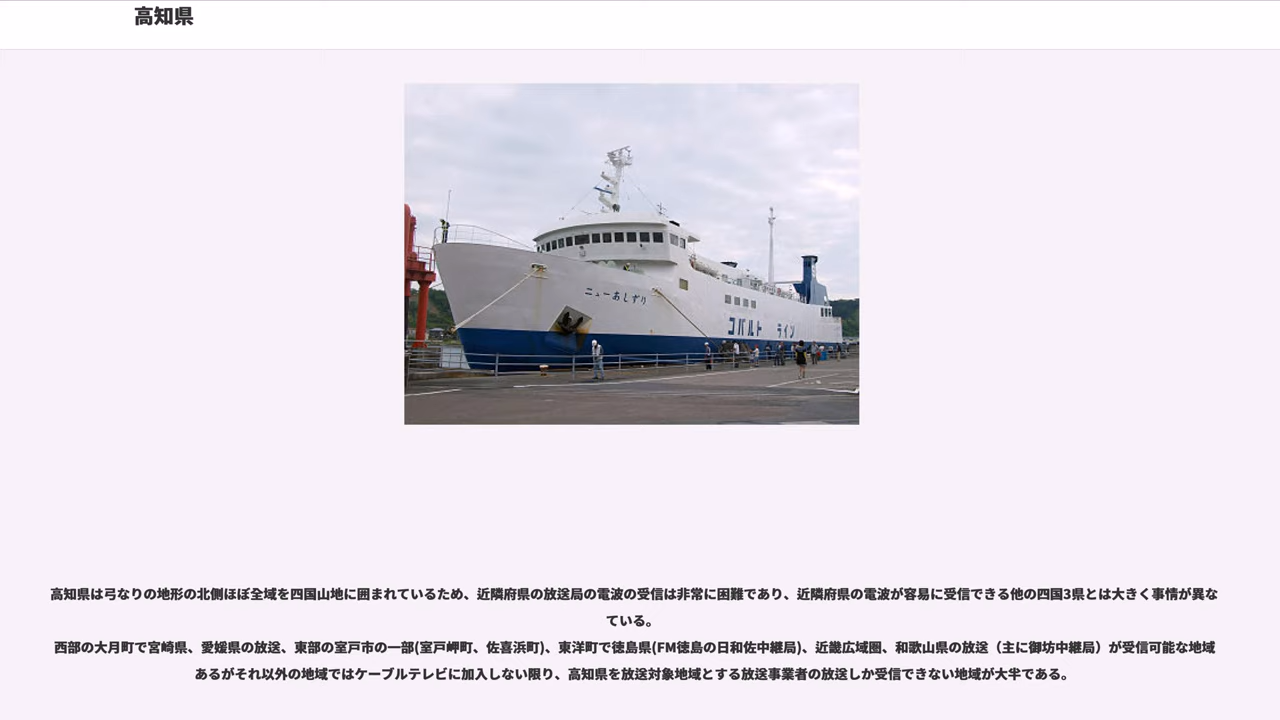 高知県
ニューあしずり
コバルト ライン
高知県は弓なりの地形の北側ほぼ全域を四国山地に囲まれているため、近隣府県の放送局の電波の受信は非常に困難であり、近隣府県の電波が容易に受信できる他の四国3県とは大きく事情が異な
ている。
西部の大月町で宮崎県、愛媛県の放送、東部の室戸市の一部(室戸岬町、佐喜浜町)、東洋町で徳島県(FM徳島の日和佐中継局)、近畿広域圏、和歌山県の放送（主に御坊中継局）が受信可能な地域
あるがそれ以外の地域ではケーブルテレビに加入しない限り、高知県を放送対象地域とする放送事業者の放送しか受信できない地域が大半である。